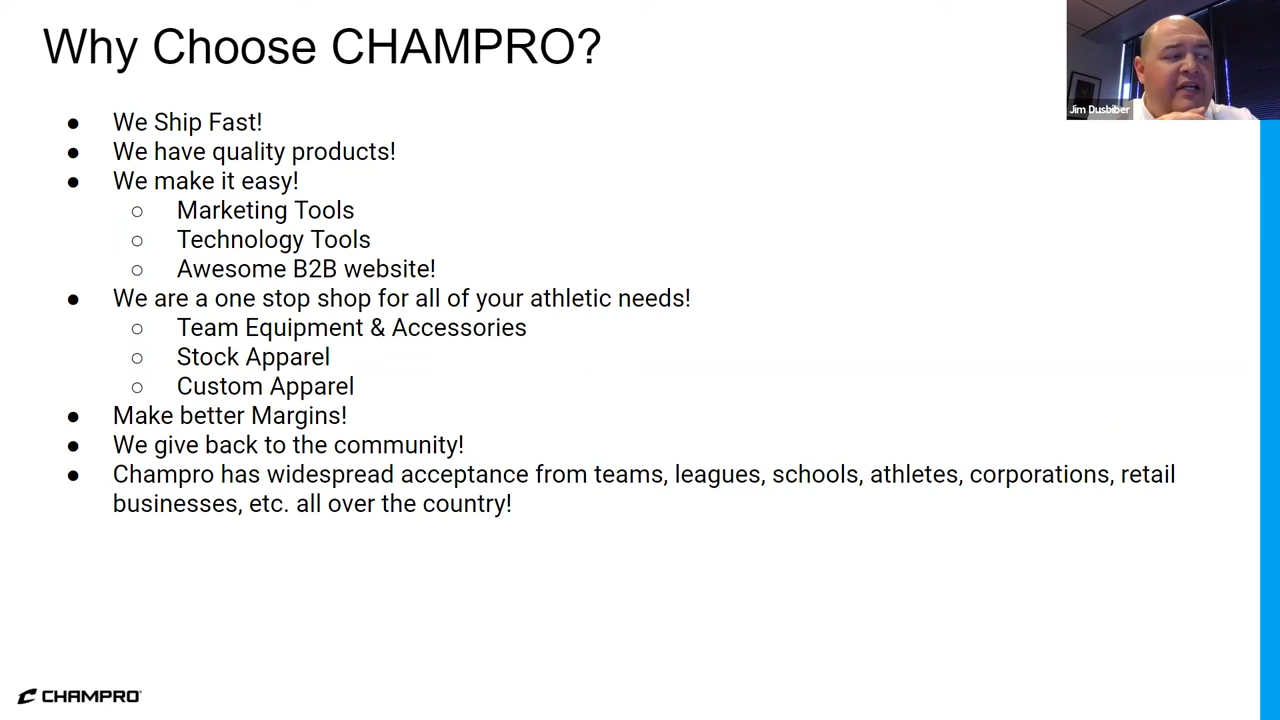 Why Choose CHAMPRO?
Jim Dusbiber
● We Ship Fast!
● We have quality products!
● We make it easy!
○ Marketing Tools
○ Technology Tools
○ Awesome B2B website!
● We are a one stop shop for all of your athletic needs!
○ Team Equipment & Accessories
○ Stock Apparel
○ Custom Apparel
● Make better Margins!
● We give back to the community!
● Champro has widespread acceptance from teams, leagues, schools, athletes, corporations, retail
businesses, etc. all over the country!
CHAMPRO